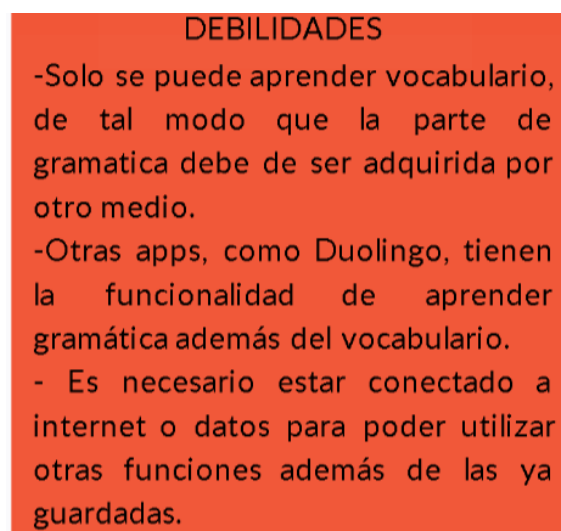 DEBILIDADES
-Solo se puede aprender vocabulario,
de tal modo que la parte de
gramatica debe de ser adquirida por
otro medio.
-Otras apps, como Duolingo, tienen
la funcionalidad de aprender
gramática además del vocabulario.
- Es necesario estar conectado a
internet o datos para poder utilizar
otras funciones además de las ya
guardadas.